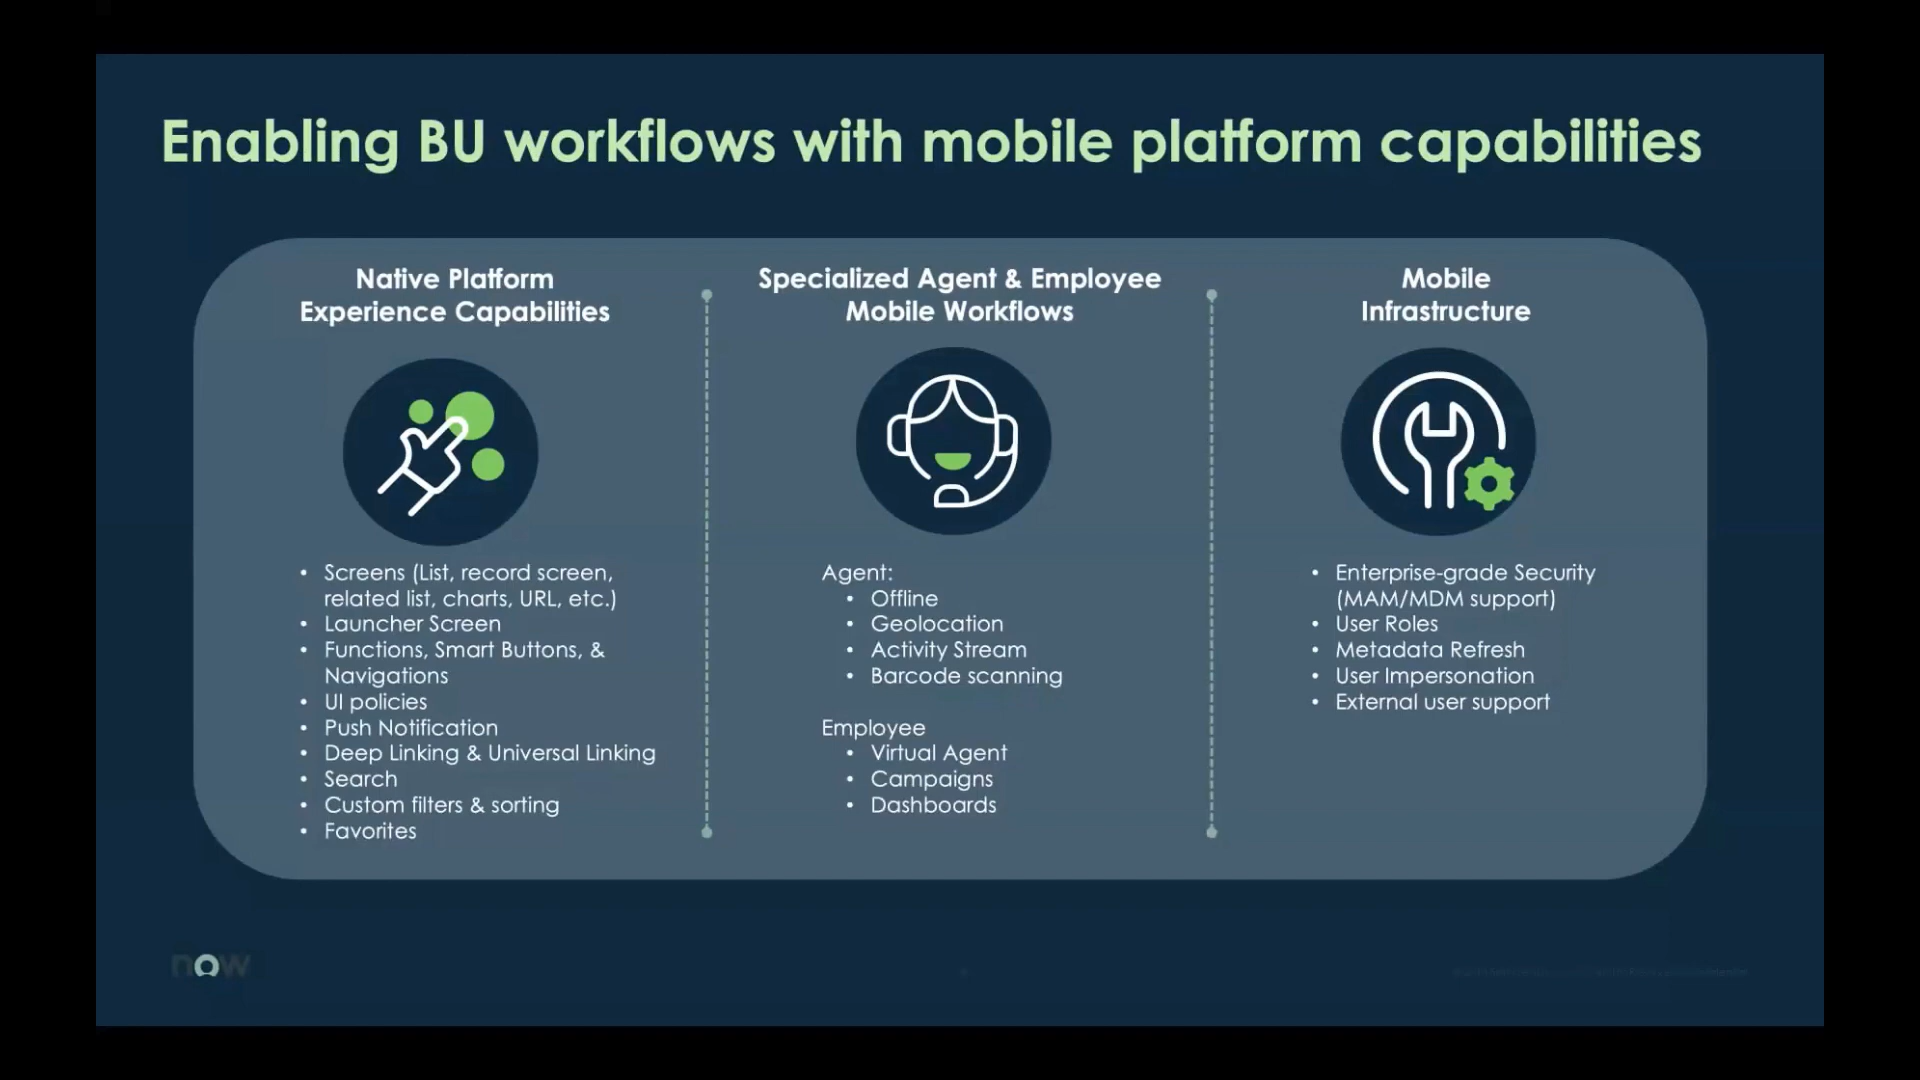 Enabling BU workflows with mobile platform capabilities
Native Platform
Experience Capabilities
• Screens (List, record screen,
related list, charts, URL, etc.)
• Launcher Screen
• Functions, Smart Buttons, &
Navigations
• UI policies
• Push Notification
• Deep Linking & Universal Linking
• Search
• Custom filters & sorting
• Favorites
Specialized Agent & Employee
Mobile Workflows
Agent:
• Offline
• Geolocation
• Activity Stream
• Barcode scanning
Employee
• Virtual Agent
• Campaigns
• Dashboards
Mobile
Infrastructure
• Enterprise-grade Security
(MAM/MDM support)
• User Roles
• Metadata Refresh
• User Impersonation
• External user support
now